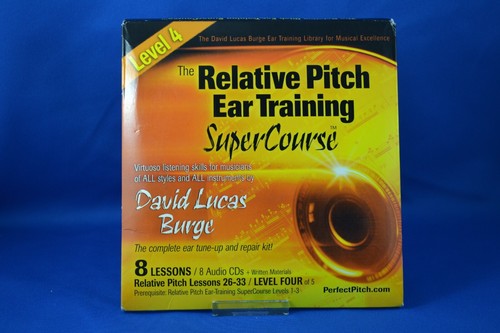 Level 4
The David Lucas Burge Ear Training Library for Musical Excellence
The Relative Pitch
Ear Training
SuperCourse™
Virtuoso listening skills for musicians
of ALL styles and ALL instruments by
David Lucas
Burge
The complete ear tune-up and repair kit!
8 LESSONS / 8 Audio CDs + Written Materials
Relative Pitch Lessons 26-33 / LEVEL FOUR of 5
Prerequisite: Relative Pitch Ear-Training SuperCourse Levels 1-3
PerfectPitch.com